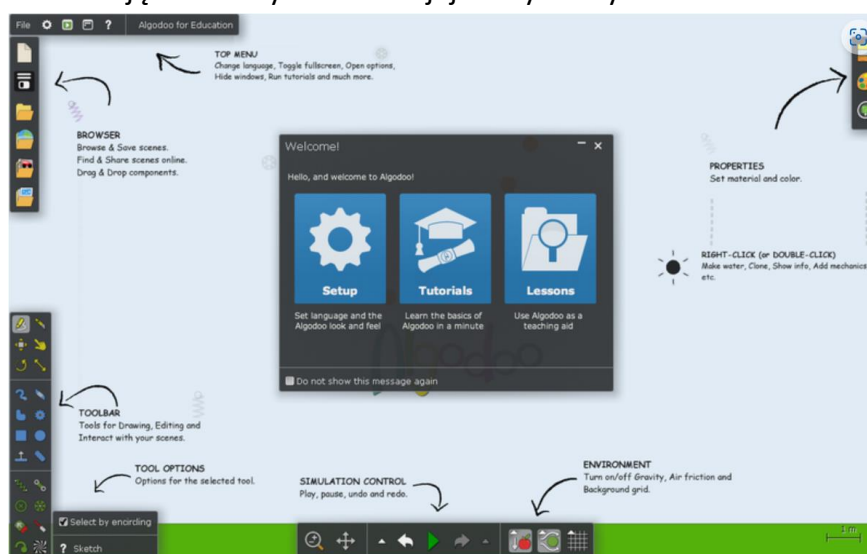 File ? Algodoo for Education
TOP MENU
Change language, Toggle fullscreen, Open options,
Hide windows, Run tutorials and much more.
BROWSER
Browse & Save scenes.
Find & Share scenes online.
Drag & Drop components.
Welcome!
Hello, and welcome to Algodoo!
Setup
Set language and the
Algodoo look and feel
Tutorials
Learn the basics of
Algodoo in a minute
Lessons
Use Algodoo as a
teaching aid
Algodoo
Do not show this message again
PROPERTIES
Set material and color.
RIGHT-CLICK (or DOUBLE-CLICK)
Make water, Clone, Show info, Add mechanics
etc.
TOOLBAR
Tools for Drawing, Editing and
Interact with your scenes.
TOOL OPTIONS
Options for the selected tool.
SIMULATION CONTROL
Play, pause, undo and redo.
ENVIRONMENT
Turn on/off Gravity, Air friction and
Background grid.
Select by encircling
? Sketch
1 m